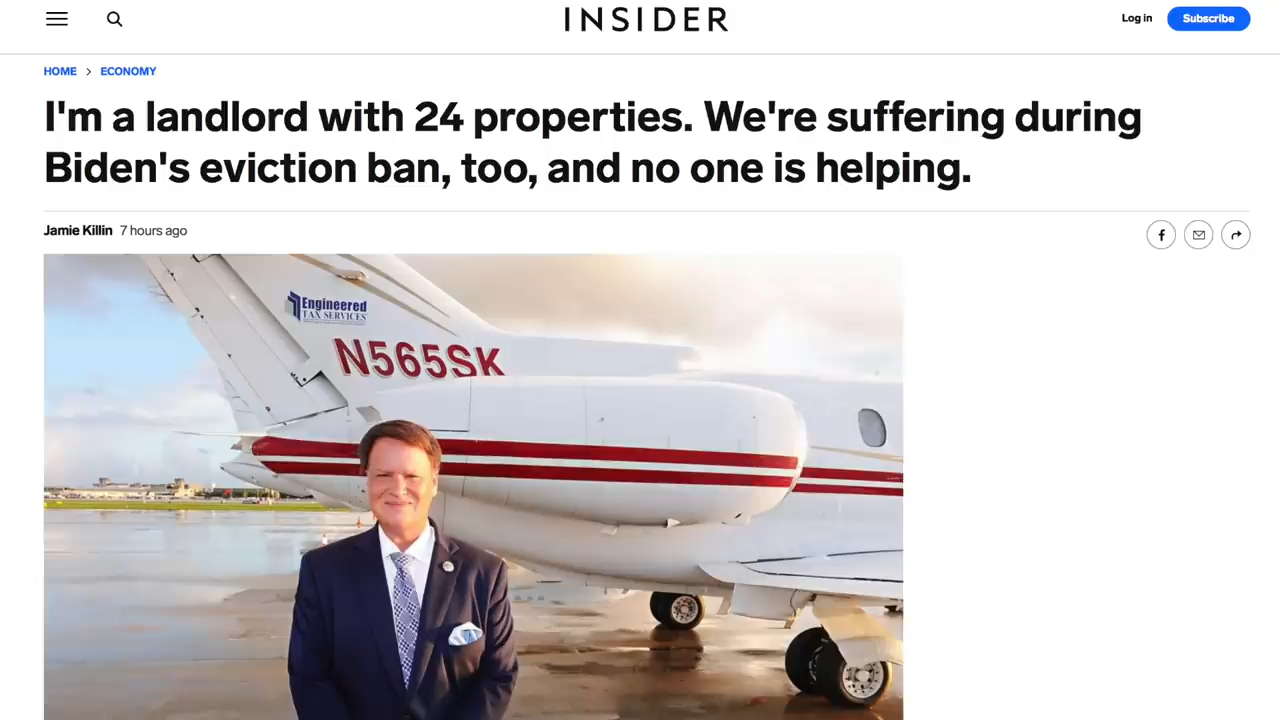 INSIDER
Log in
Subscribe
HOME > ECONOMY
I'm a landlord with 24 properties. We're suffering during
Biden's eviction ban, too, and no one is helping.
Jamie Killin 7 hours ago
Engineered
TAX SERVICES
N565SK